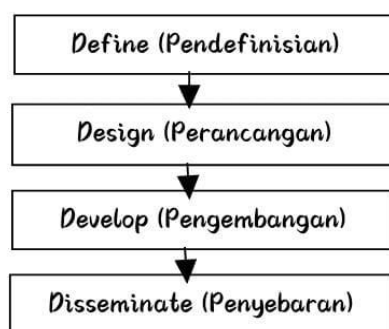 Define (Pendefinisian)
Design (Perancangan)
Develop (Pengembangan)
Disseminate (Penyebaran)